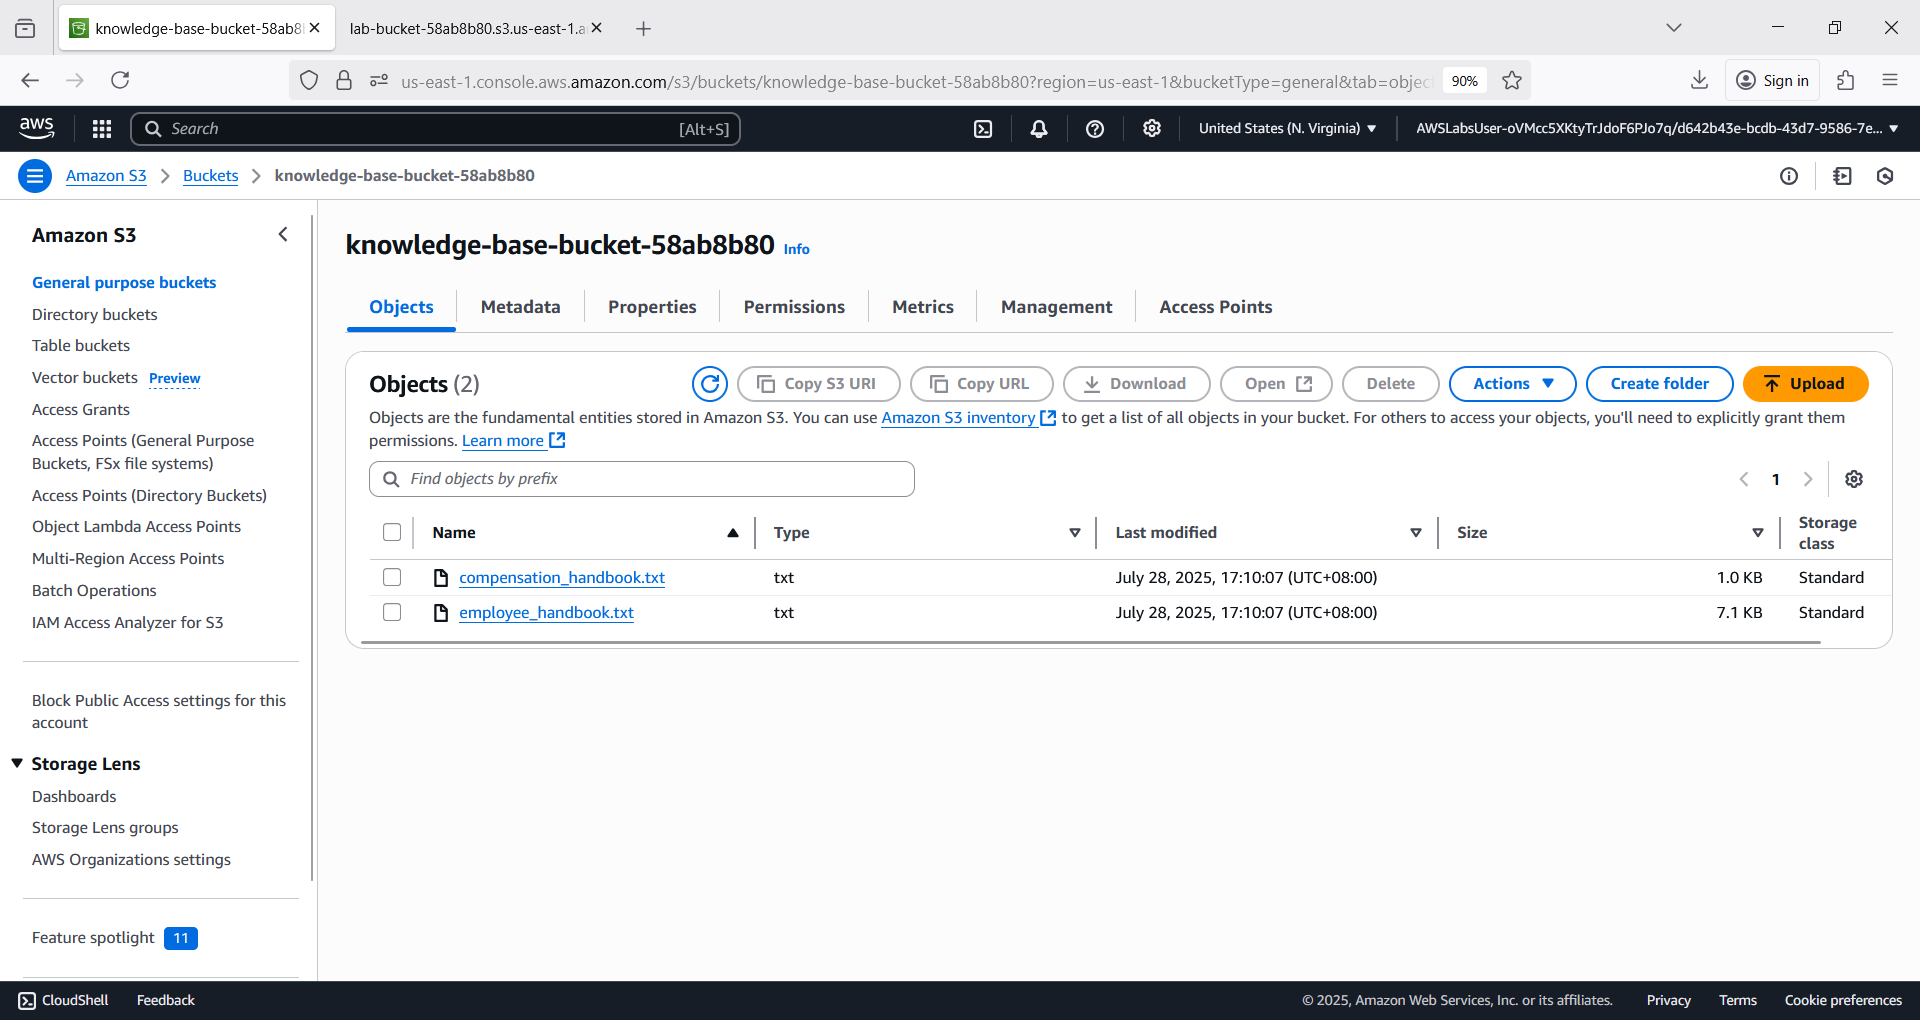 knowledge-base-bucket-58ab8b8
lab-bucket-58ab8b80.s3.us-east-1.a
us-east-1.console.aws.amazon.com/s3/buckets/knowledge-base-bucket-58ab8b80?region=us-east-1&bucketType=general&tab=objec
90%
Sign in
aws
Search
[Alt+S]
United States (N. Virginia)
AWSLabsUser-oVMcc5XKtyTrJdoF6PJo7q/d642b43e-bcdb-43d7-9586-7e...
Amazon S3
Buckets
knowledge-base-bucket-58ab8b80
Amazon S3
General purpose buckets
Directory buckets
Table buckets
Vector buckets Preview
Access Grants
Access Points (General Purpose
Buckets, FSx file systems)
Access Points (Directory Buckets)
Object Lambda Access Points
Multi-Region Access Points
Batch Operations
IAM Access Analyzer for S3
Block Public Access settings for this
account
Storage Lens
Dashboards
Storage Lens groups
AWS Organizations settings
Feature spotlight 11
knowledge-base-bucket-58ab8b80 Info
Objects
Metadata
Properties
Permissions
Metrics
Management
Access Points
Objects (2)
Copy S3 URI
Copy URL
Download
Open
Delete
Actions
Create folder
Upload
Objects are the fundamental entities stored in Amazon S3. You can use Amazon S3 inventory to get a list of all objects in your bucket. For others to access your objects, you'll need to explicitly grant them
permissions. Learn more
Find objects by prefix
1
Name
Type
Last modified
Size
Storage
class
compensation_handbook.txt
txt
July 28, 2025, 17:10:07 (UTC+08:00)
1.0 KB
Standard
employee_handbook.txt
txt
July 28, 2025, 17:10:07 (UTC+08:00)
7.1 KB
Standard
CloudShell
Feedback
© 2025, Amazon Web Services, Inc. or its affiliates.
Privacy
Terms
Cookie preferences